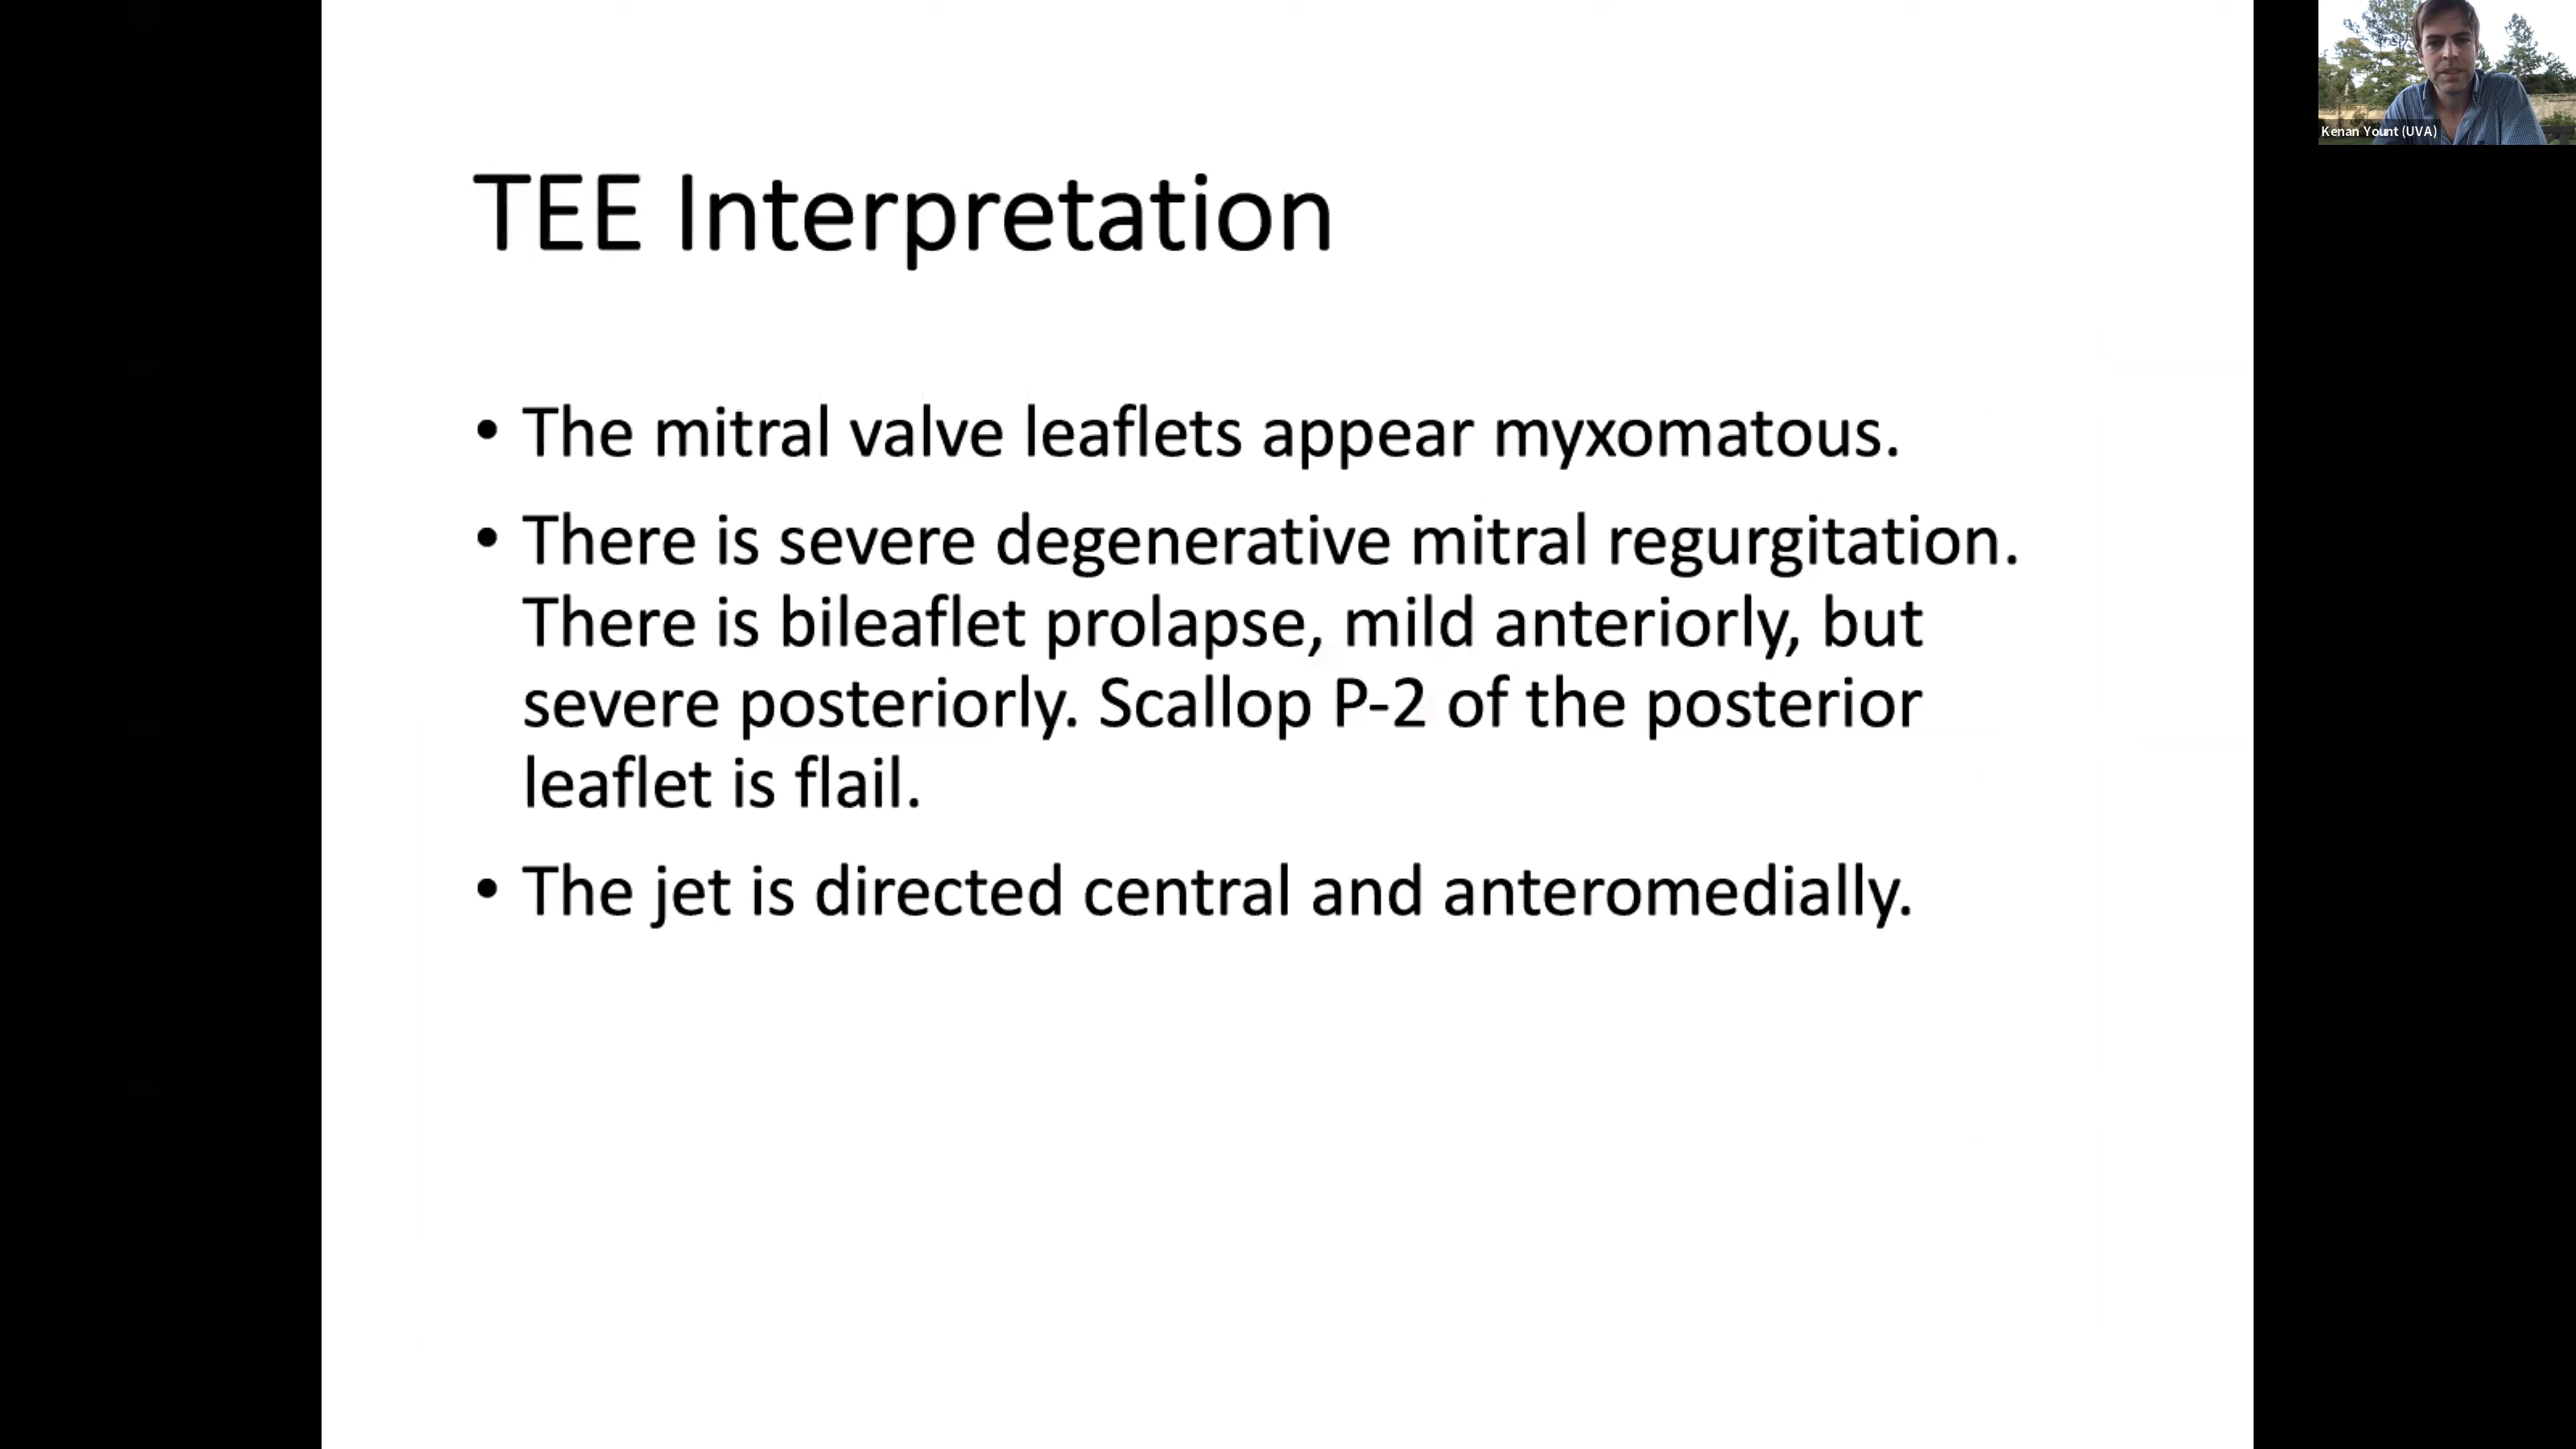 Kenan Yount (UVA)
TEE Interpretation
• The mitral valve leaflets appear myxomatous.
• There is severe degenerative mitral regurgitation.
There is bileaflet prolapse, mild anteriorly, but
severe posteriorly. Scallop P-2 of the posterior
leaflet is flail.
• The jet is directed central and anteromedially.